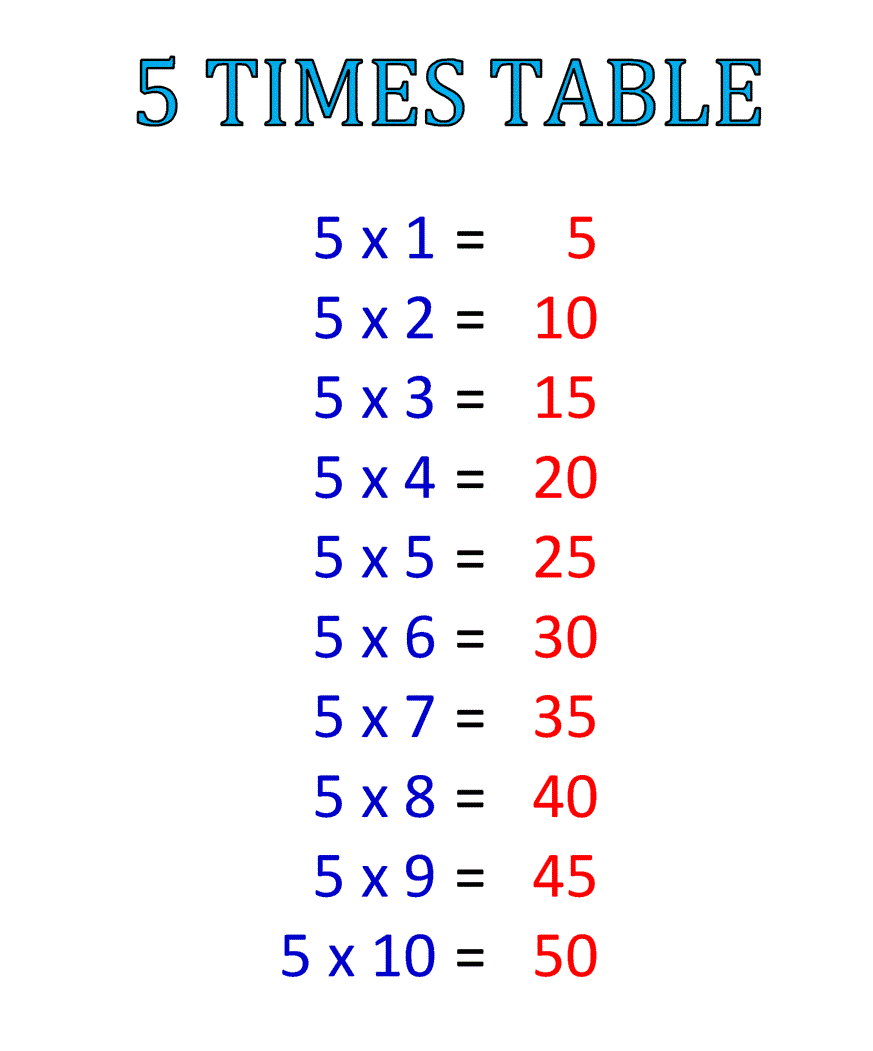 5 TIMES TABLE
5 x 1 = 5
5 x 2 = 10
5 x 3 = 15
5 x 4 = 20
5 x 5 = 25
5 x 6 = 30
5 x 7 = 35
5 x 8 = 40
5 x 9 = 45
5 x 10 = 50